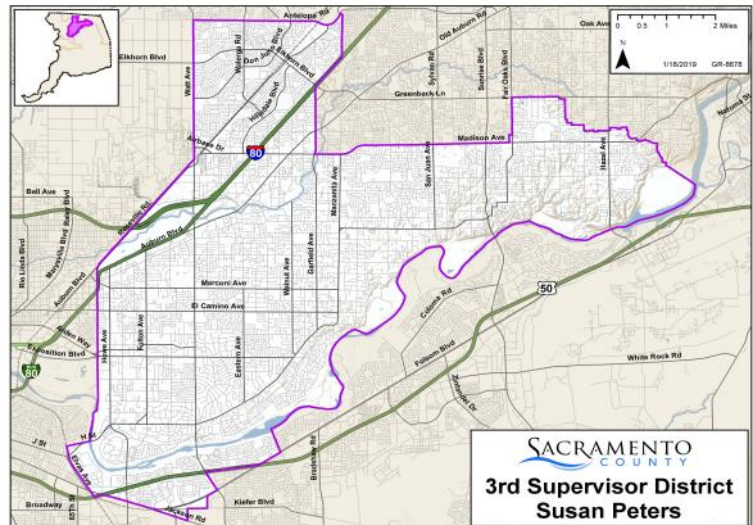 Antelope Rd
Old Auburn Rd
Oak Ave
0 0.5 1 2 Miles
N
1/18/2019 GR-8678
Elkhorn Blvd
Watt Ave
Walerga Rd
Don Julio Blvd
Elkhorn Blvd
Hillsdale Blvd
Sylvan Rd
Sunrise Blvd
Fair Oaks Blvd
Greenback Ln
Natoma St
Airbase Dr
80
Madison Ave
Manzanita Ave
San Juan Ave
Hazel Ave
Bell Ave
Roseville Rd
Rio Linda Blvd
Marysville Blvd
Raley Blvd
Auburn Blvd
Auburn Blvd
Marconi Ave
El Camino Ave
Walnut Ave
Garfield Ave
Coloma Rd
50
Arden Way
Exposition Blvd
80
Howe Ave
Fulton Ave
Eastern Ave
Folsom Blvd
White Rock Rd
Zinfandel Dr
J St
H St
Elvas Ave
Bradshaw Rd
Broadway
65Th St
Jackson Rd
Kiefer Blvd
SACRAMENTO
COUNTY
3rd Supervisor District
Susan Peters